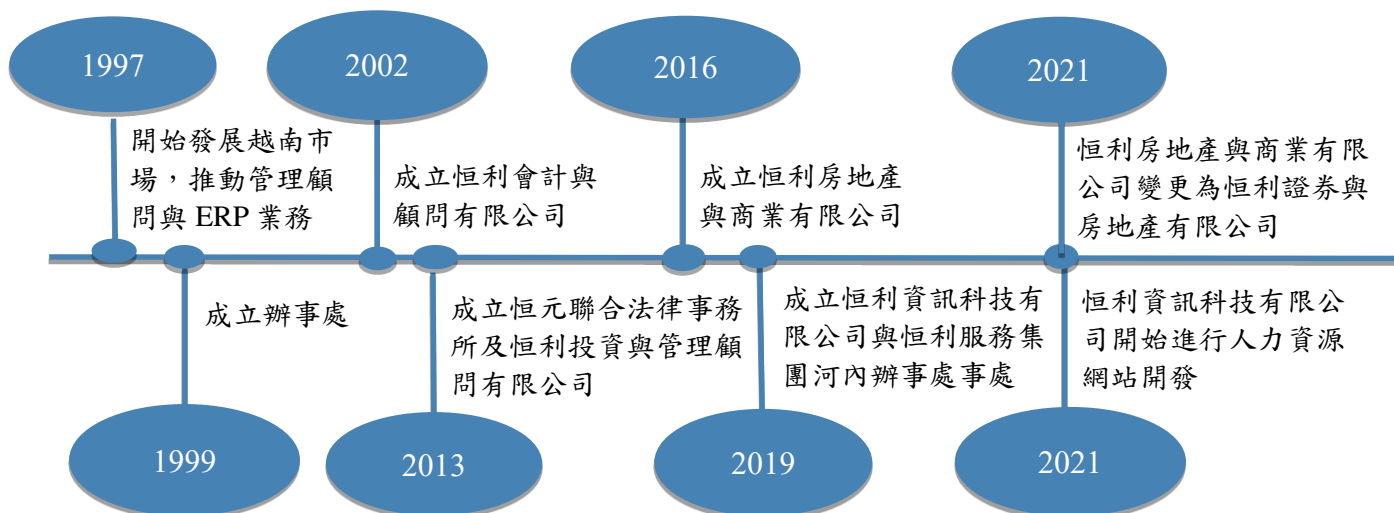 1997
2002
2016
2021
開始發展越南市
場，推動管理顧
問與 ERP 業務
成立恒利會計與
顧問有限公司
成立恒利房地產
與商業有限公司
恒利房地產與商業有限
公司變更為恒利證券與
房地產有限公司
成立辦事處
成立恒元聯合法律事務
所及恒利投資與管理顧
問有限公司
成立恒利資訊科技有
限公司與恒利服務集
團河內辦事處事處
恒利資訊科技有限公
司開始進行人力資源
網站開發
1999
2013
2019
2021